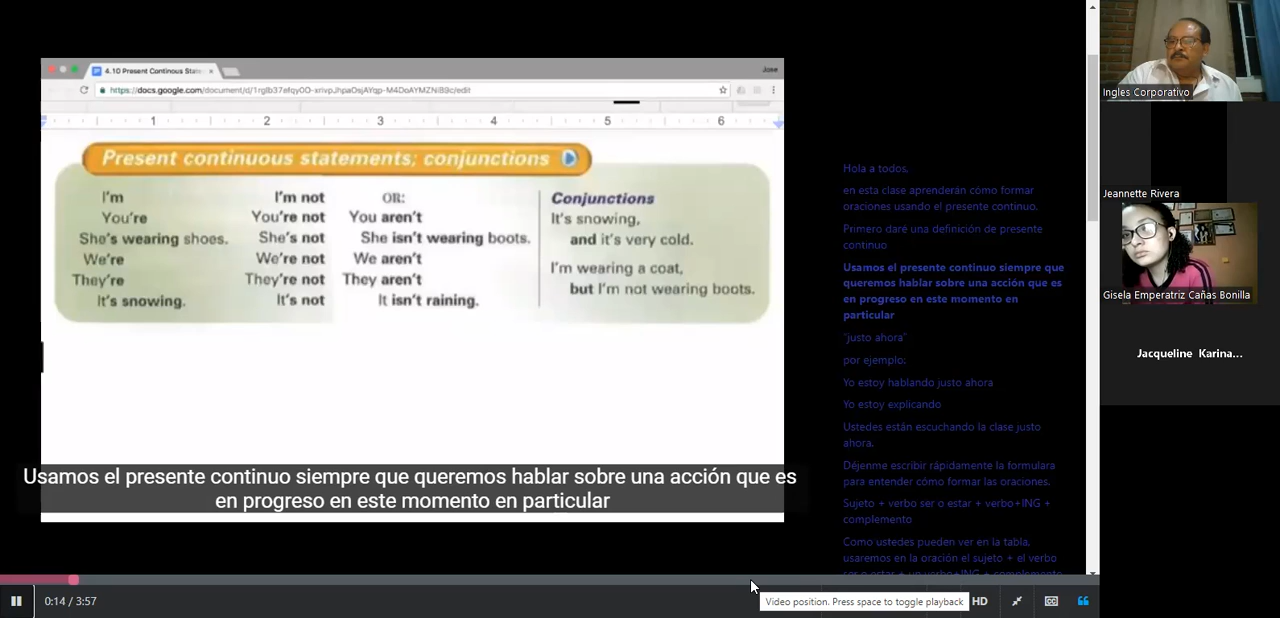 4.10 Present Continous State
Jose
https://docs.google.com/document/d/
1 2 3 4 5 6
Present continuous statements; conjunctions
I'm I'm not OR: Conjunctions
You're You're not You aren't It's snowing,
She's wearing shoes. She's not She isn't wearing boots. and it's very cold.
We're We're not We aren't I'm wearing a coat,
They're They're not They aren't but I'm not wearing boots.
It's snowing. It's not It isn't raining.
Usamos el presente continuo siempre que queremos hablar sobre una acción que es
en progreso en este momento en particular
Hola a todos,
en esta clase aprenderán cómo formar
oraciones usando el presente continuo.
Primero daré una definición de presente
continuo
Usamos el presente continuo siempre que
queremos hablar sobre una acción que es
en progreso en este momento en
particular
"justo ahora"
por ejemplo:
Yo estoy hablando justo ahora
Yo estoy explicando
Ustedes están escuchando la clase justo
ahora.
Déjenme escribir rápidamente la formulara
para entender cómo formar las oraciones.
Sujeto + verbo ser o estar + verbo+ING +
complemento
Como ustedes pueden ver en la tabla,
usaremos en la oración el sujeto + el verbo
ser o estar + un verbo+ING + complemento
Ingles Corporativo
Jeannette Rivera
Gisela Emperatriz Cañas Bonilla
Jacqueline Karina...
0:14 / 3:57
Video position. Press space to toggle playback
HD
CC